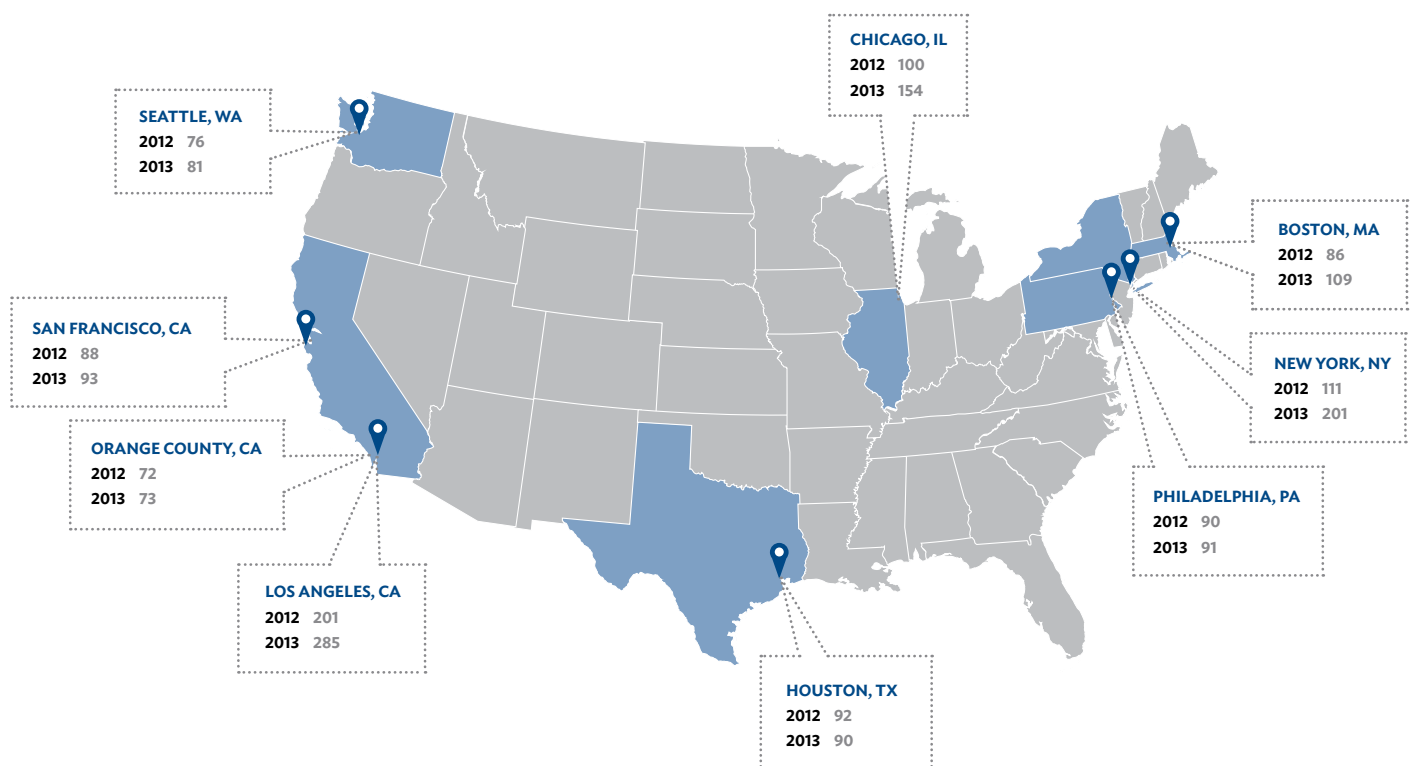 CHICAGO, IL
2012 100
2013 154
SEATTLE, WA
2012 76
2013 81
BOSTON, MA
2012 86
2013 109
SAN FRANCISCO, CA
2012 88
2013 93
NEW YORK, NY
2012 111
2013 201
ORANGE COUNTY, CA
2012 72
2013 73
PHILADELPHIA, PA
2012 90
2013 91
LOS ANGELES, CA
2012 201
2013 285
HOUSTON, TX
2012 92
2013 90